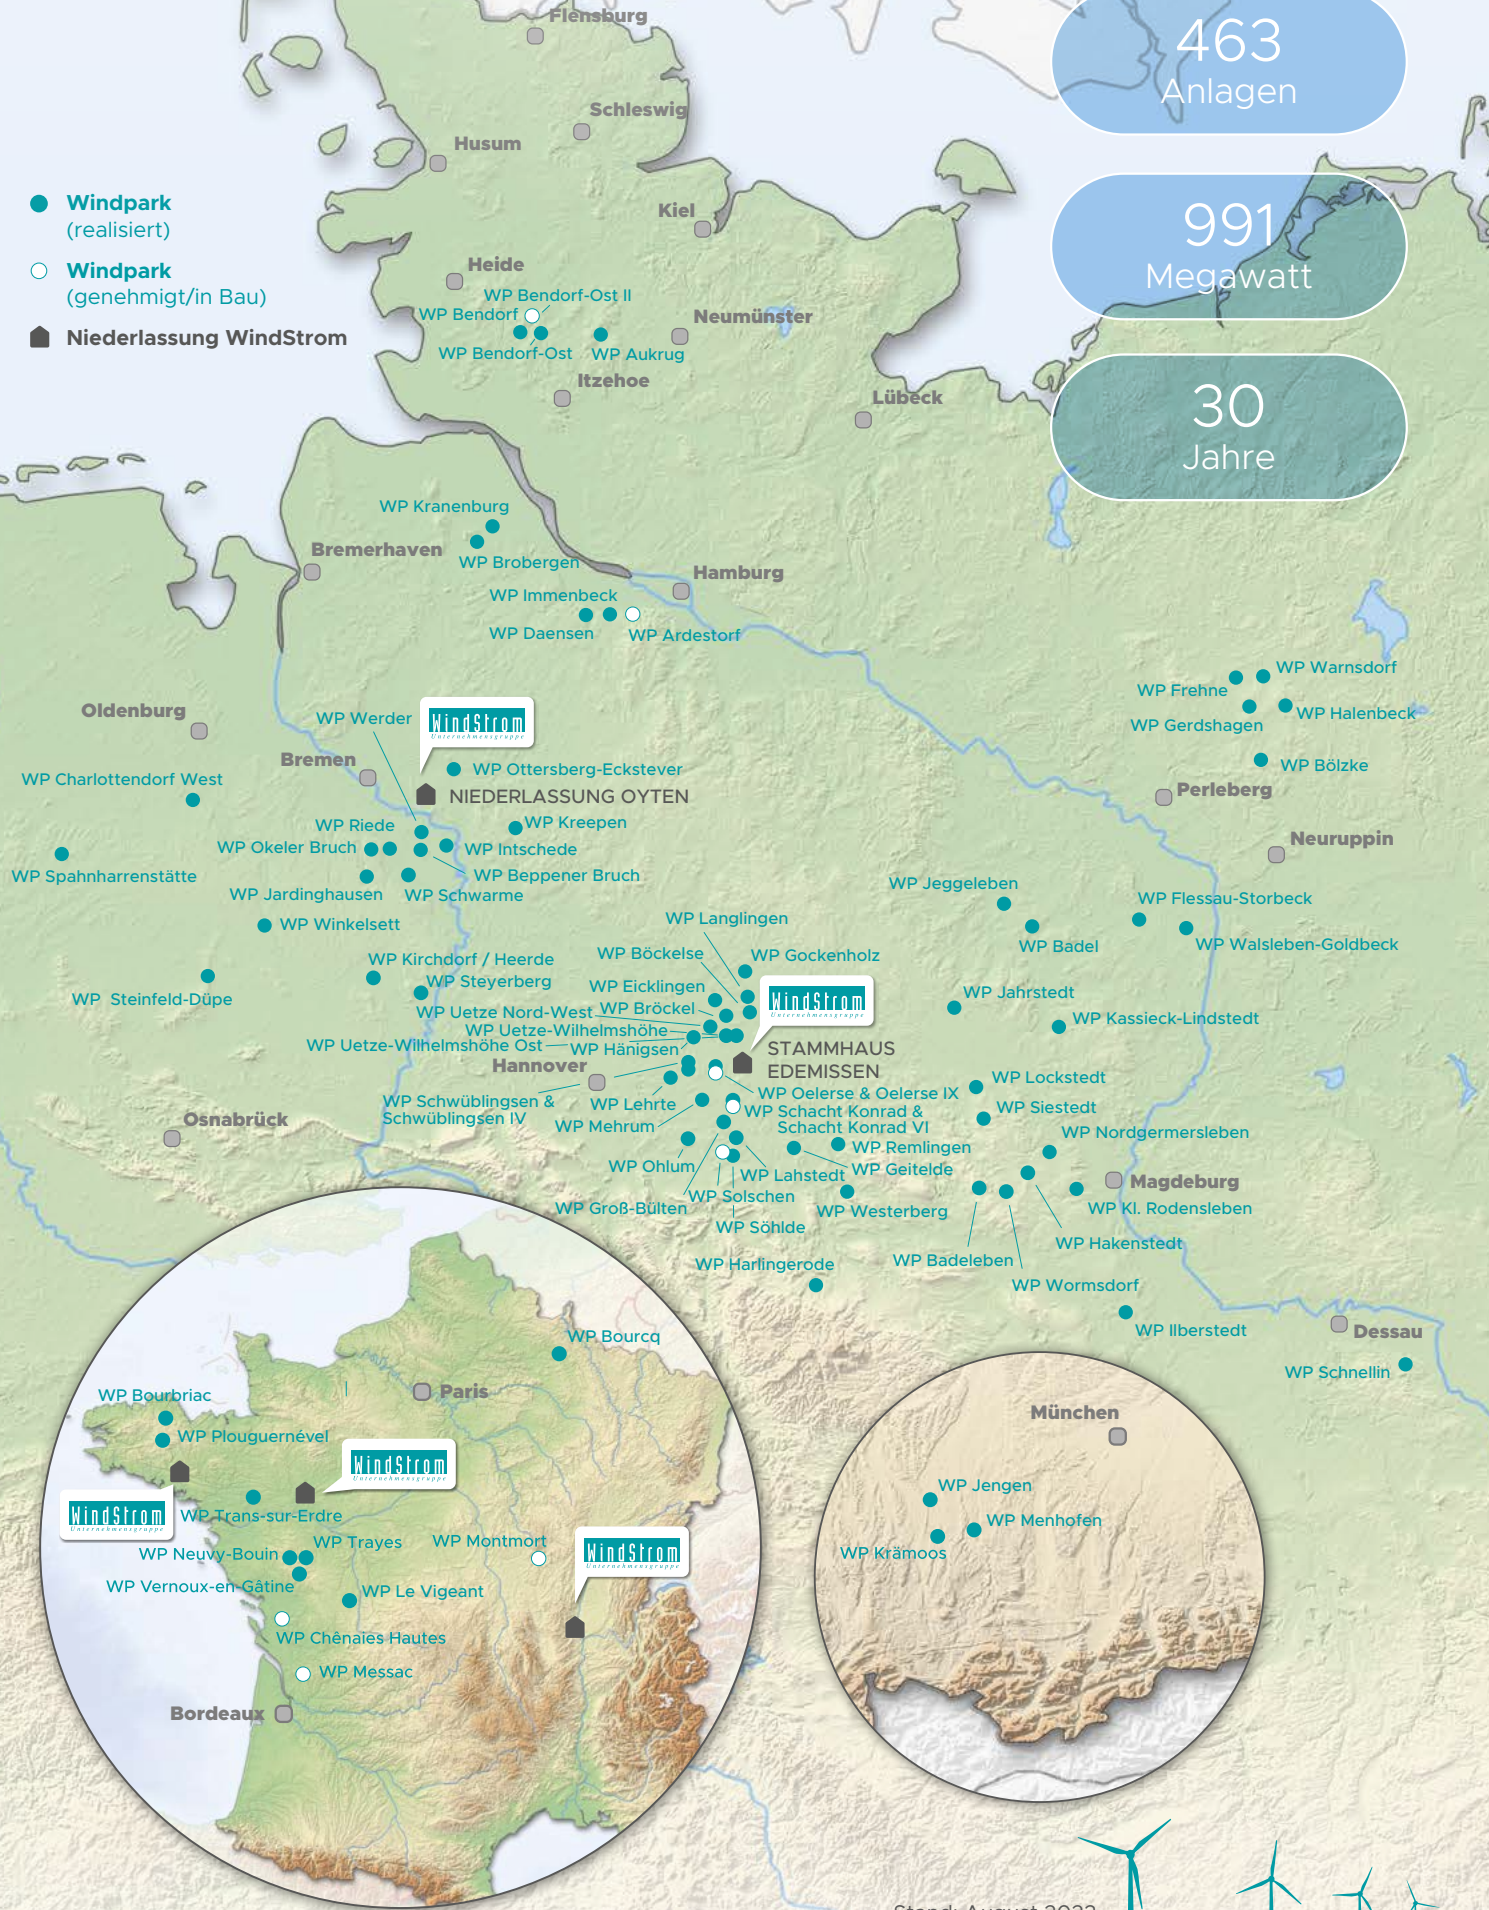 Flensburg
463
Anlagen
Schleswig
Husum
Windpark
(realisiert)
991
Megawatt
Kiel
Windpark
(genehmigt/in Bau)
Heide
WP Bendorf-Ost II
WP Bendorf
Neumünster
Niederlassung WindStrom
WP Bendorf-Ost
WP Aukrug
Itzehoe
Lübeck
30
Jahre
WP Kranenburg
Bremerhaven
WP Brobergen
Hamburg
WP Immenbeck
WP Daensen
WP Ardestorf
WP Warnsdorf
WP Frehne
WP Halenbeck
WP Gerdshagen
WP Bölzke
Perleberg
Neuruppin
Oldenburg
WP Werder
WindStrom
Unternehmensgruppe
Bremen
WP Ottersberg-Eckstever
WP Charlottendorf West
NIEDERLASSUNG OYTEN
WP Riede
WP Kreepen
WP Okeler Bruch
WP Intschede
WP Spahnharrenstätte
WP Beppener Bruch
WP Jardinghausen
WP Schwarme
WP Winkelsett
WP Jeggeleben
WP Flessau-Storbeck
WP Badel
WP Walsleben-Goldbeck
WP Langlingen
WP Böckelse
WP Gockenholz
WP Kirchdorf / Heerde
WP Steyerberg
WP Eicklingen
WP Steinfeld-Düpe
WindStrom
Unternehmensgruppe
WP Jahrstedt
WP Uetze Nord-West
WP Bröckel
WP Kassieck-Lindstedt
WP Uetze-Wilhelmshöhe
WP Uetze-Wilhelmshöhe Ost
WP Hänigsen
STAMMHAUS
EDEMISSEN
Hannover
WP Lockstedt
WP Oelerse & Oelerse IX
WP Schwüblingsen &
Schwüblingsen IV
WP Lehrte
WP Siestedt
WP Schacht Konrad &
Schacht Konrad VI
Osnabrück
WP Mehrum
WP Nordgermersleben
WP Remlingen
WP Ohlum
WP Geitelde
WP Lahstedt
Magdeburg
WP Solschen
WP Groß-Bülten
WP Westerberg
WP Kl. Rodensleben
WP Söhlde
WP Hakenstedt
WP Harlingerode
WP Badeleben
WP Wormsdorf
WP Ilberstedt
Dessau
WP Schnellin
WP Bourcq
Paris
WP Bourbriac
WP Plouguernével
WindStrom
Unternehmensgruppe
WindStrom
Unternehmensgruppe
WP Trans-sur-Erdre
WP Trayes
WP Montmort
WP Neuvy-Bouin
WindStrom
Unternehmensgruppe
WP Vernoux-en-Gâtine
WP Le Vigeant
WP Chênaies Hautes
WP Messac
Bordeaux
München
WP Jengen
WP Menhofen
WP Krämoos
Stand: August 2022